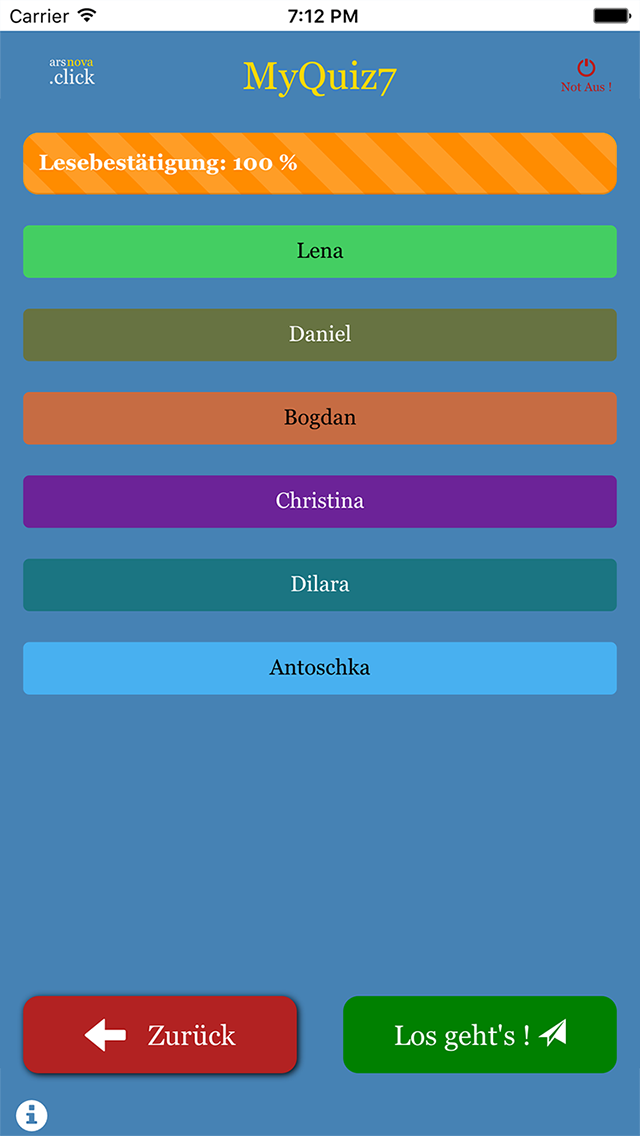 Carrier 7:12 PM
arsnova
.click
MyQuiz7
Not Aus !
Lesebestätigung: 100 %
Lena
Daniel
Bogdan
Christina
Dilara
Antoschka
Zurück
Los geht's !